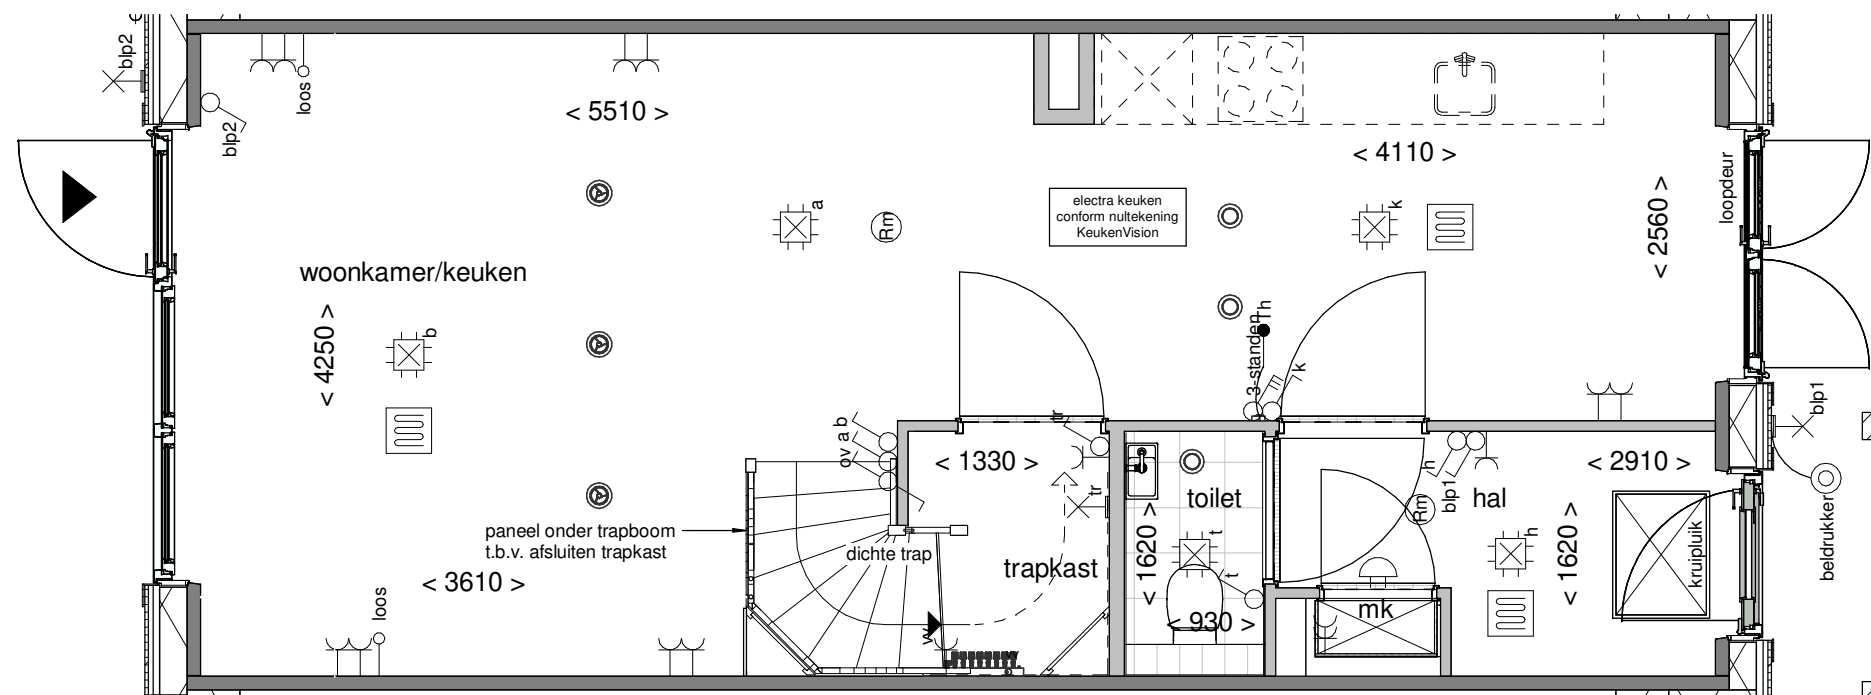 blp2
blp2
loos
< 5510 >
< 4110 >
a
Rm
electra keuken
conform nultekening
KeukenVision
k
< 2560 >
loopdeur
woonkamer/keuken
< 4250 >
b
3-standen
Th
k
ov a b
tr
< 1330 >
tr
toilet
h
blp1
Rm
hal
< 2910 >
blp1
beldrukker
paneel onder trapboom
t.b.v. afsluiten trapkast
dichte trap
trapkast
< 1620 >
t
t
h
< 1620 >
kruipluik
< 3610 >
loos
w
< 930 >
mk